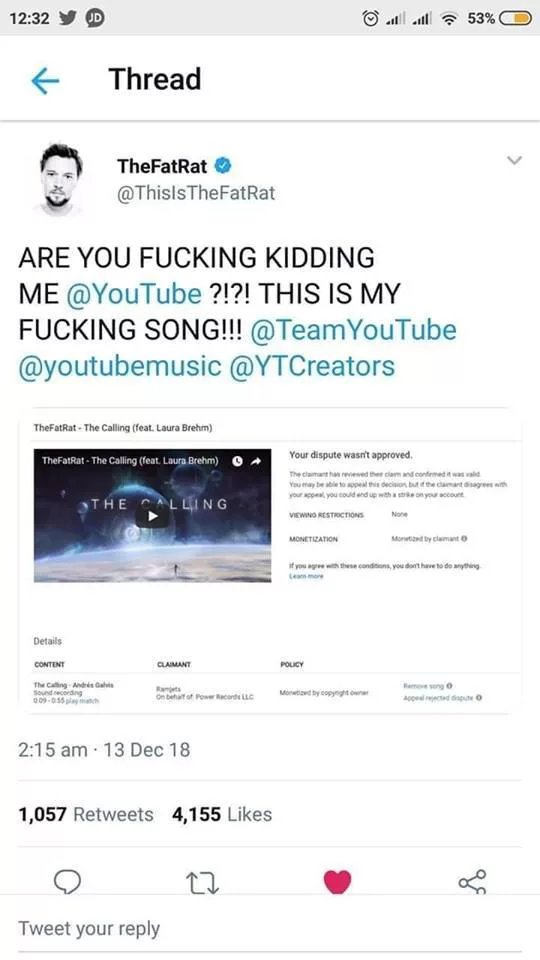 12:32 JD 53%
Thread
TheFatRat
@ThisIsTheFatRat
ARE YOU FUCKING KIDDING
ME @YouTube ?!?! THIS IS MY
FUCKING SONG!!! @TeamYouTube
@youtubemusic @YTCreators
TheFatRat - The Calling (feat. Laura Brehm)
TheFatRat - The Calling (feat. Laura Brehm)
THE CALLING
Your dispute wasn't approved.
The claimant has reviewed their claim and confirmed it was valid.
You may be able to appeal this decision, but if the claimant disagrees with
your appeal, you could end up with a strike on your account.
VIEWING RESTRICTIONS None
MONETIZATION Monetized by claimant
If you agree with these conditions, you don't have to do anything.
Learn more
Details
CONTENT CLAIMANT POLICY
The Calling - Andrés Galvis
Sound recording
0:09 - 0:55 play match
Ramjets
On behalf of: Power Records LLC
Monetized by copyright owner
Remove song
Appeal rejected dispute
2:15 am · 13 Dec 18
1,057 Retweets 4,155 Likes
Tweet your reply